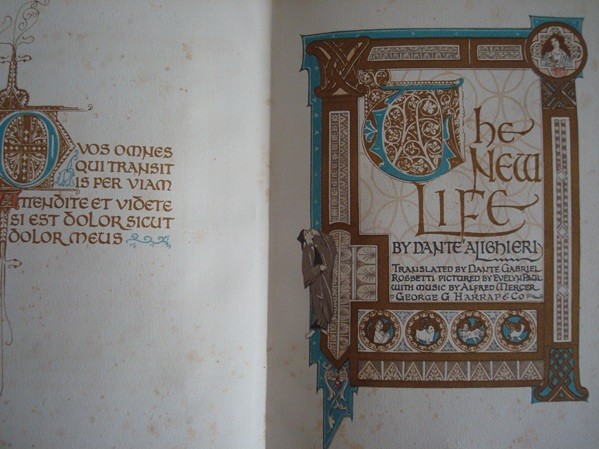 O VOS OMNES
QUI TRANSIT
IS PER VIAM
ATTENDITE ET VIDETE
SI EST DOLOR SICUT
DOLOR MEUS
The
NEW
LIFE
BY DANTE ALIGHIERI
TRANSLATED BY DANTE GABRIEL
ROSSETTI PICTURED BY EVELYN PAUL
WITH MUSIC BY ALFRED MERCER
GEORGE G HARRAP & CO